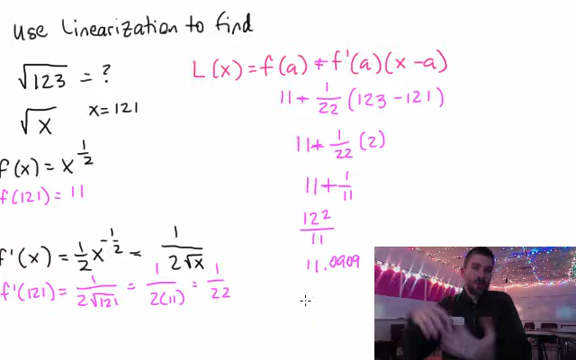 use Linearization to find
√123 = ?
√x x=121
f(x) = x^1/2
f(121) = 11
f'(x) = 1/2 x^-1/2 = 1/(2√x)
f'(121) = 1/(2√121) = 1/(2(11)) = 1/22
L(x) = f(a) + f'(a)(x-a)
11 + 1/22 (123-121)
11 + 1/22 (2)
11 + 1/11
122/11
11.0909